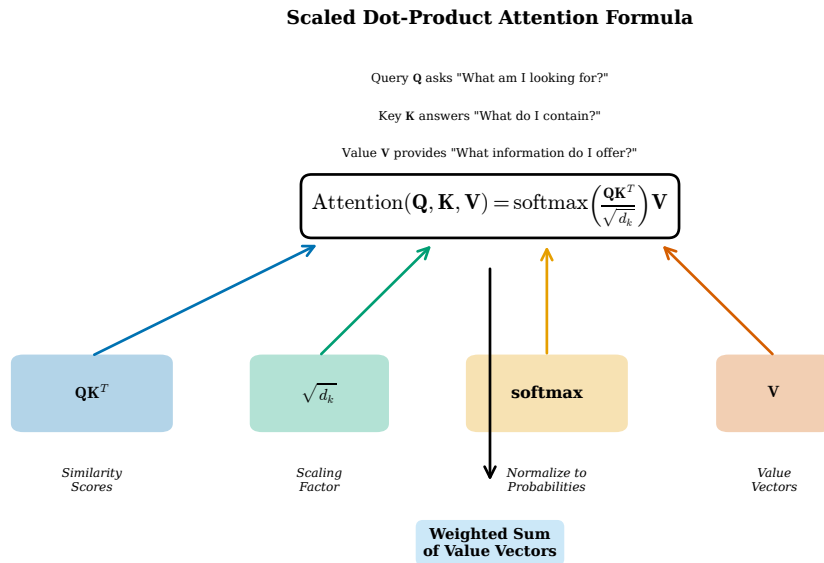 Scaled Dot-Product Attention Formula
Query Q asks "What am I looking for?"
Key K answers "What do I contain?"
Value V provides "What information do I offer?"
Attention(Q, K, V) = softmax(QK^T / √d_k) V
QK^T
√d_k
softmax
V
Similarity
Scores
Scaling
Factor
Normalize to
Probabilities
Value
Vectors
Weighted Sum
of Value Vectors